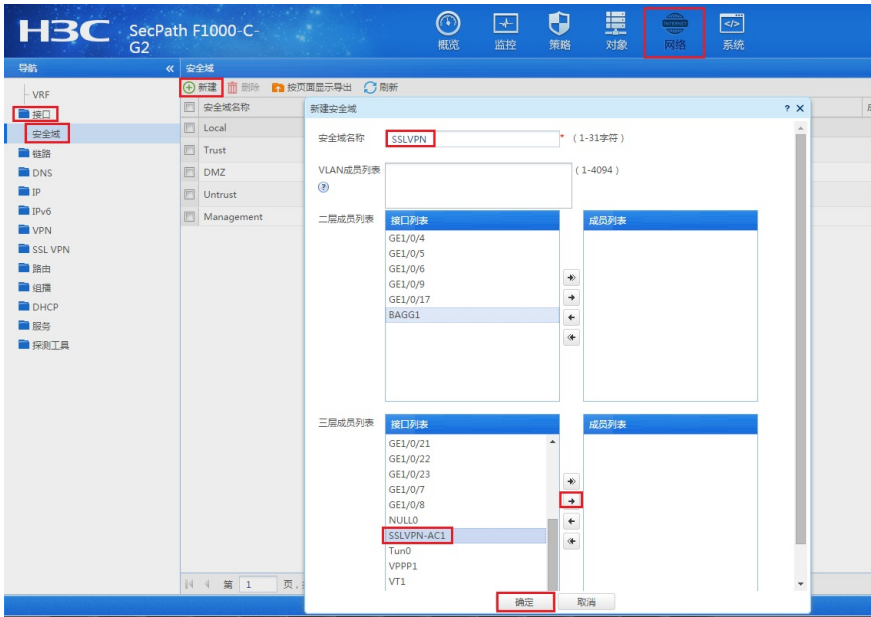 H3C SecPath F1000-C-G2
概览 监控 策略 对象 网络 系统
导航
VRF
接口
安全域
链路
DNS
IP
IPv6
VPN
SSL VPN
路由
组播
DHCP
服务
探测工具
安全域
新建 删除 按页面显示导出 刷新
安全域名称
Local
Trust
DMZ
Untrust
Management
第 1 页
新建安全域 ? X
安全域名称 SSLVPN * (1-31字符)
VLAN成员列表 (1-4094)
?
二层成员列表 接口列表 成员列表
GE1/0/4
GE1/0/5
GE1/0/6
GE1/0/9
GE1/0/17
BAGG1
三层成员列表 接口列表 成员列表
GE1/0/21
GE1/0/22
GE1/0/23
GE1/0/7
GE1/0/8
NULL0
SSLVPN-AC1
Tun0
VPPP1
VT1
确定 取消